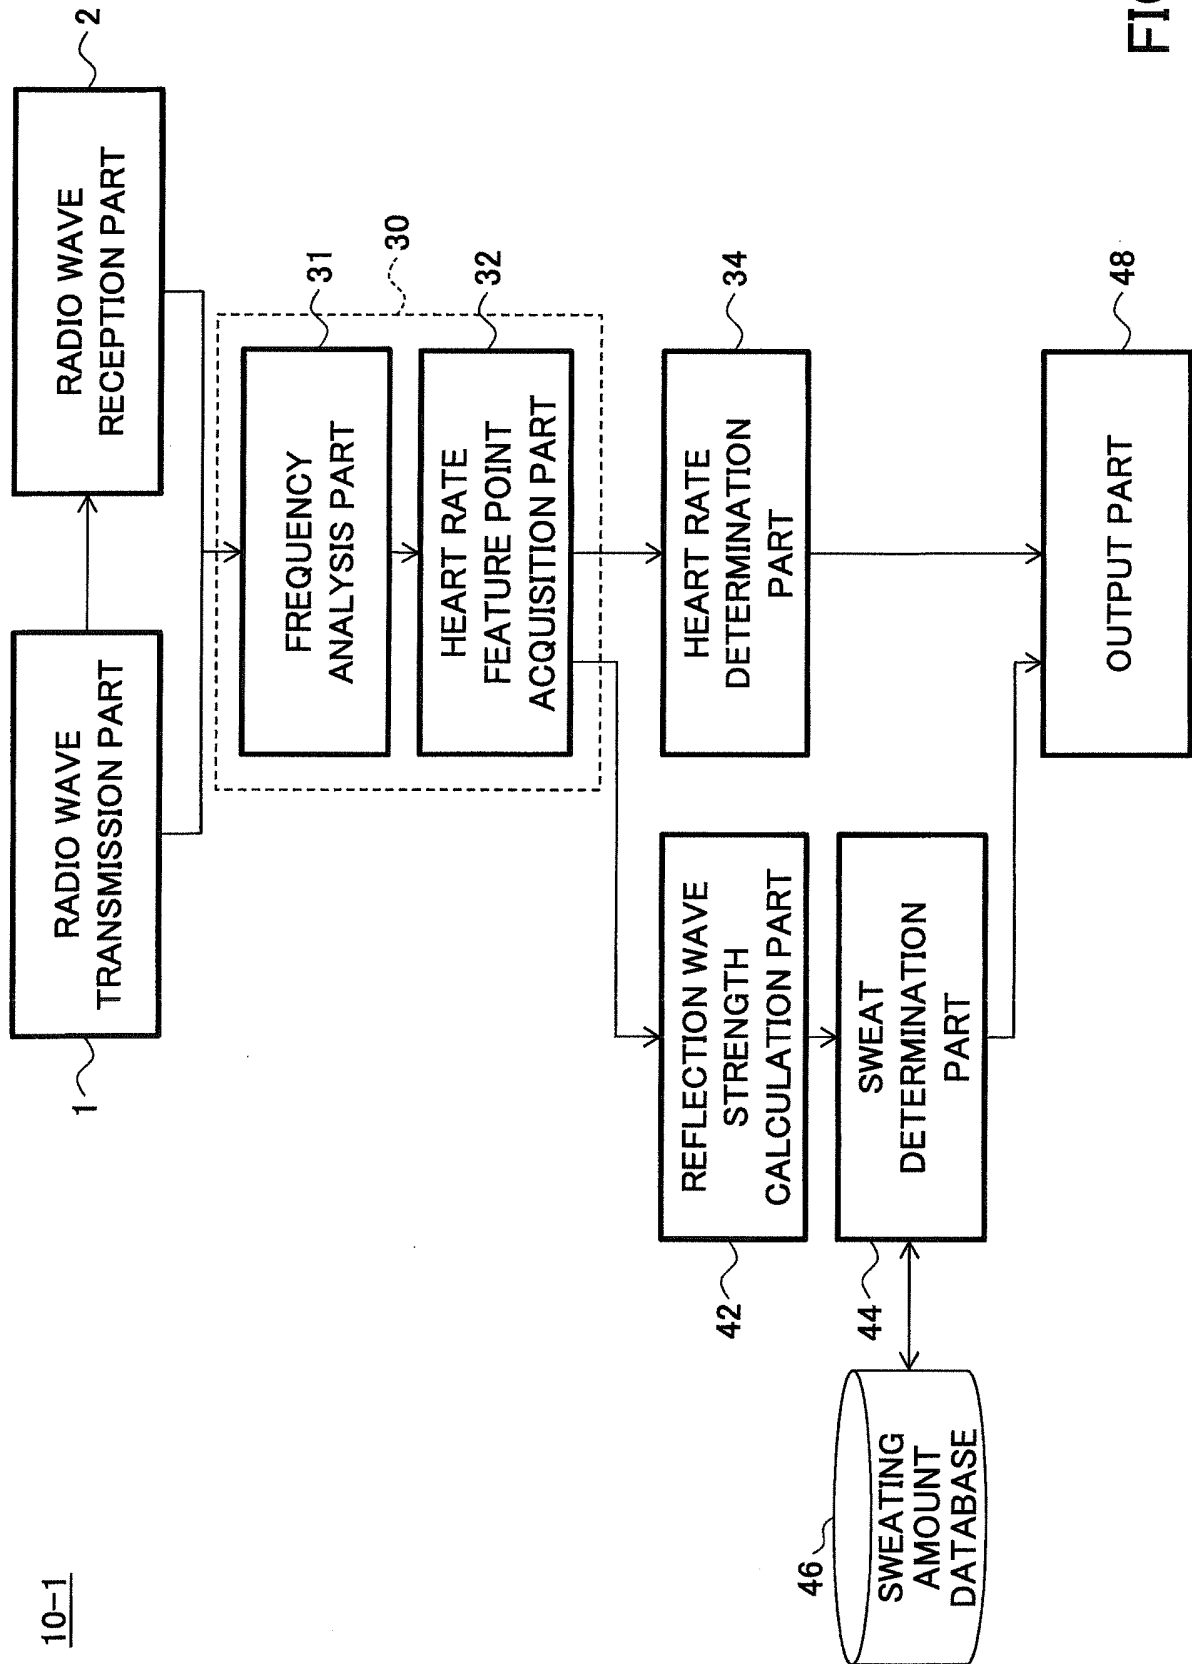 10-1
1
RADIO WAVE
TRANSMISSION PART
RADIO WAVE
RECEPTION PART
2
30
FREQUENCY
ANALYSIS PART
31
HEART RATE
FEATURE POINT
ACQUISITION PART
32
REFLECTION WAVE
STRENGTH
CALCULATION PART
42
HEART RATE
DETERMINATION
PART
34
46
SWEATING
AMOUNT
DATABASE
44
SWEAT
DETERMINATION
PART
OUTPUT PART
48